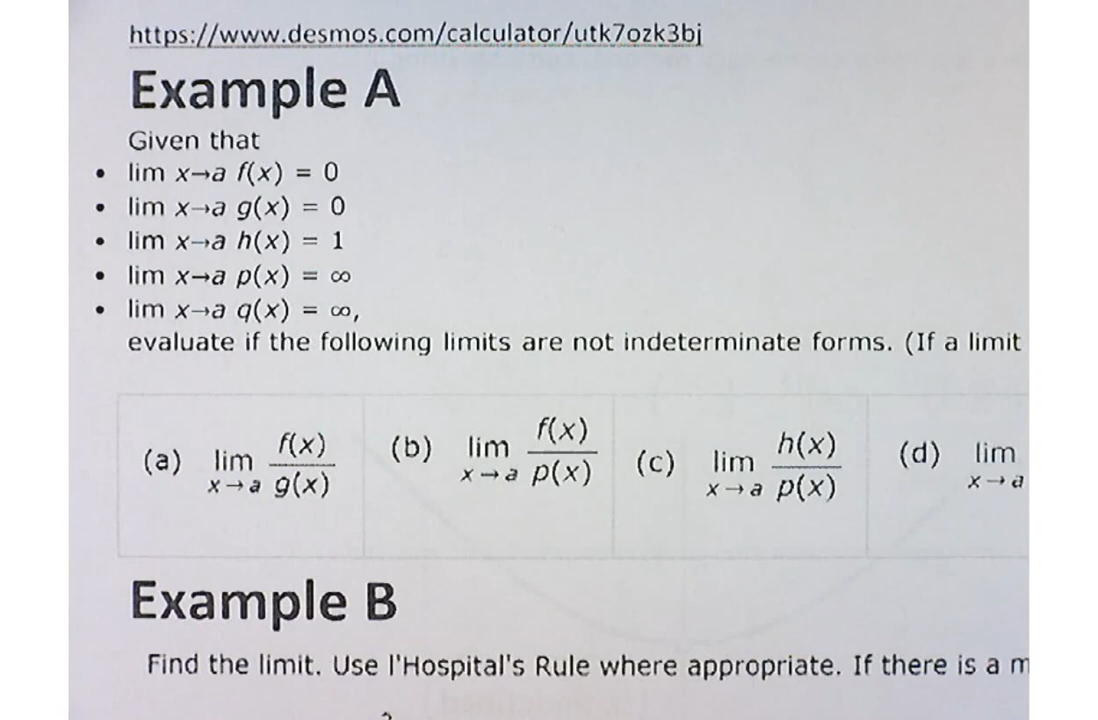 https://www.desmos.com/calculator/utk7ozk3bj
Example A
Given that
• lim x→a f(x) = 0
• lim x→a g(x) = 0
• lim x→a h(x) = 1
• lim x→a p(x) = ∞
• lim x→a q(x) = ∞,
evaluate if the following limits are not indeterminate forms. (If a limit
(a) lim x→a f(x)/g(x) (b) lim x→a f(x)/p(x) (c) lim x→a h(x)/p(x) (d) lim x→a
Example B
Find the limit. Use l'Hospital's Rule where appropriate. If there is a m